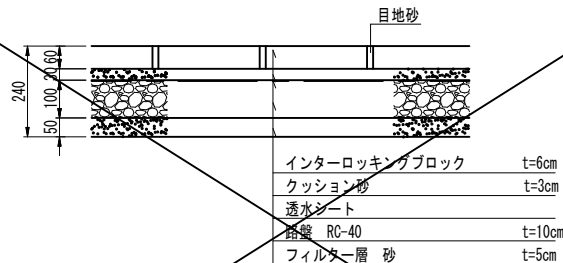 目地砂
60
30
100
50
240
インターロッキングブロック t=6cm
クッション砂 t=3cm
透水シート
路盤 RC-40 t=10cm
フィルター層 砂 t=5cm